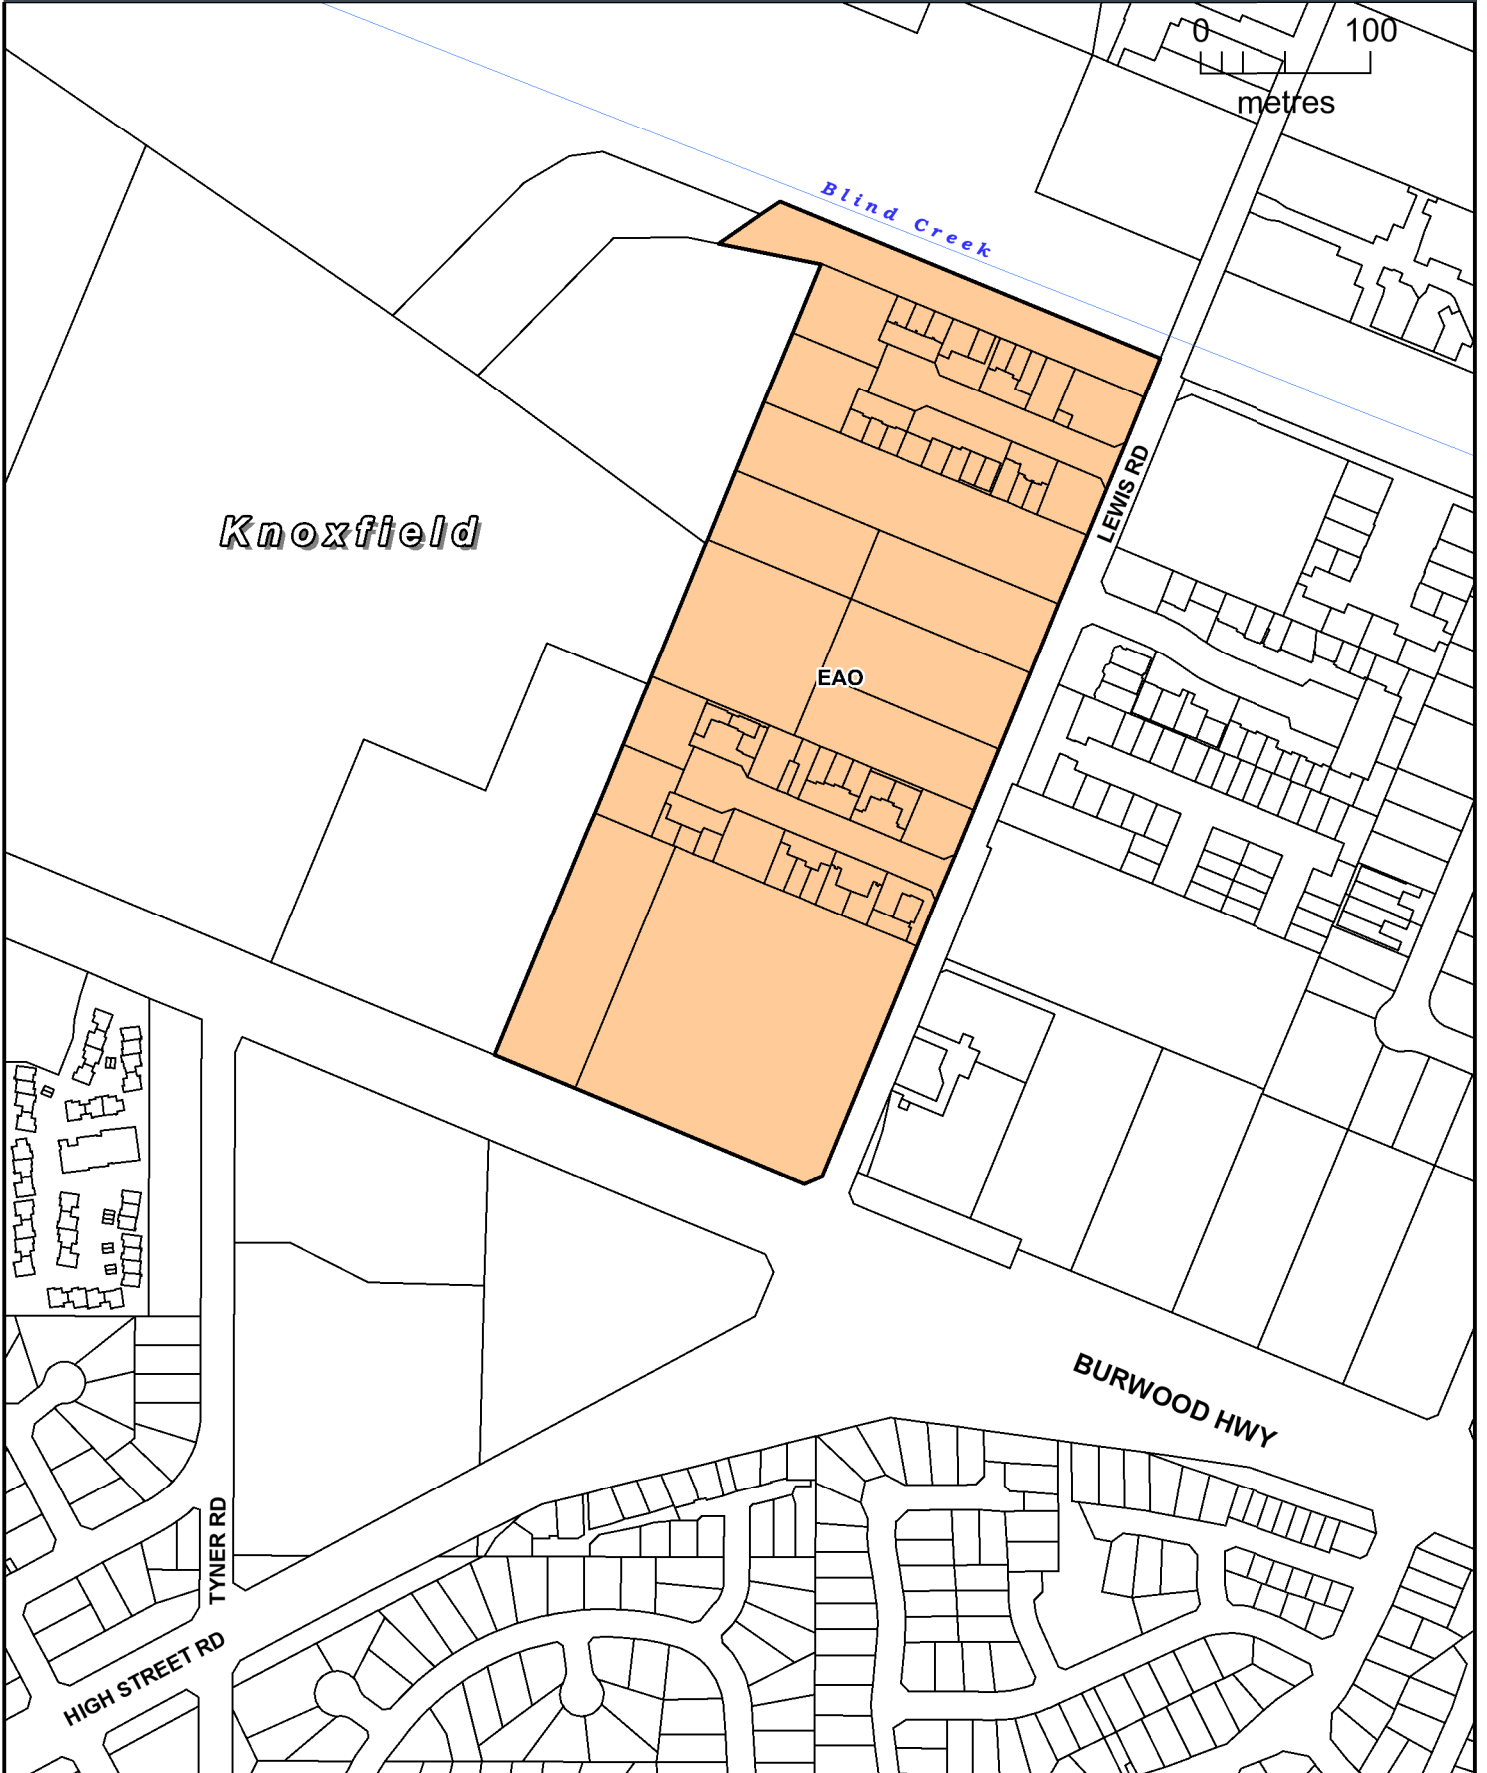 0 100
metres
Blind Creek
LEWIS RD
Knoxfield
EAO
BURWOOD HWY
TYNER RD
HIGH STREET RD